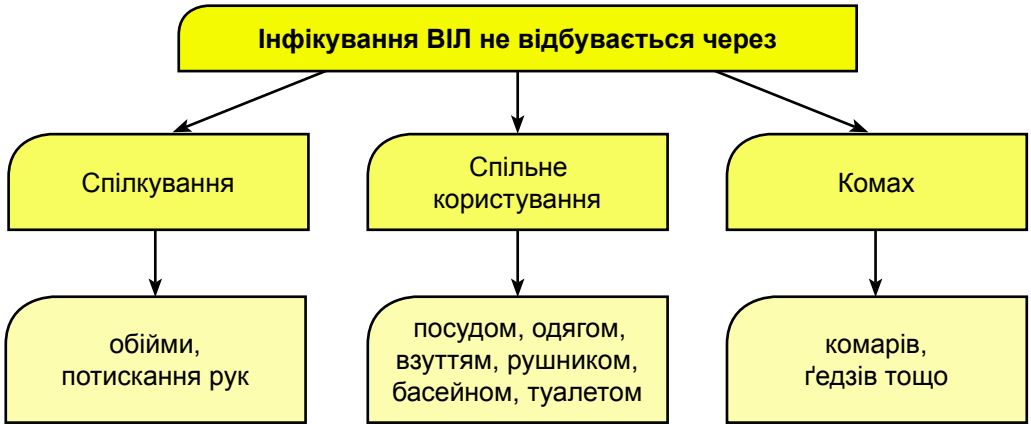 Інфікування ВІЛ не відбувається через
Спілкування
Спільне
користування
Комах
обійми,
потискання рук
посудом, одягом,
взуттям, рушником,
басейном, туалетом
комарів,
ґедзів тощо